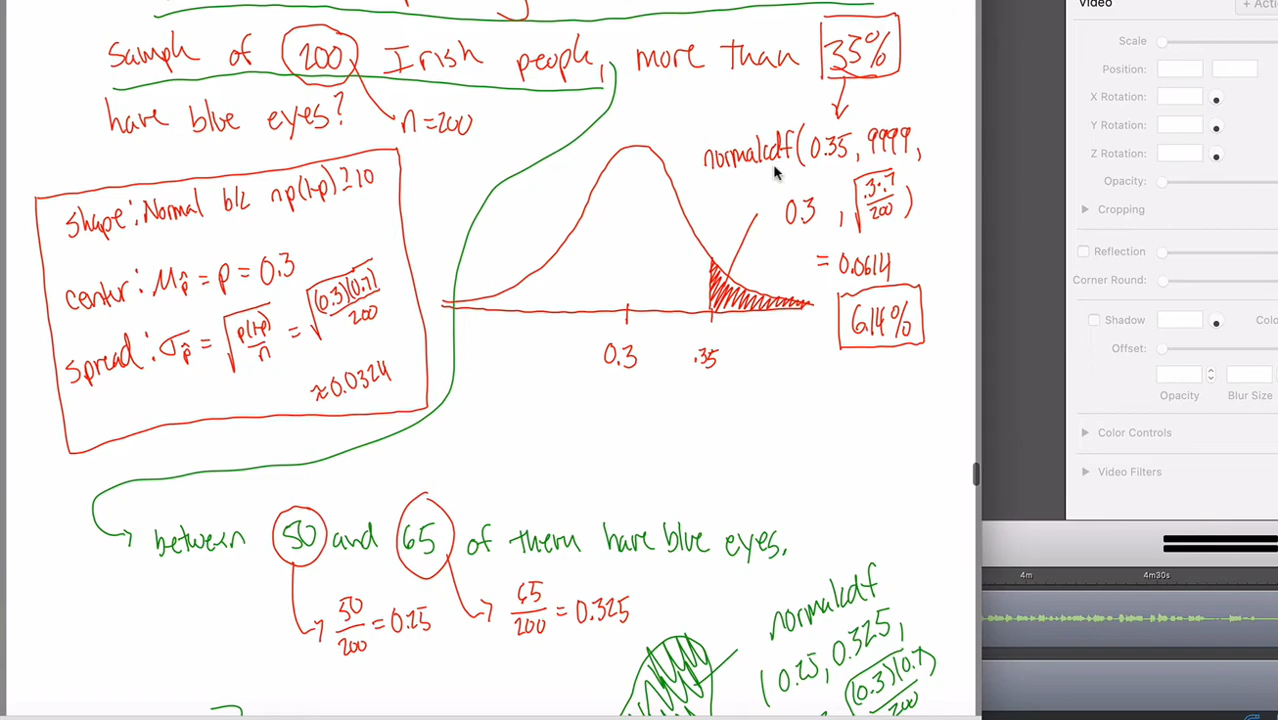 Sample of 200 Irish people, more than 35%
have blue eyes?
n=200
Shape: Normal b/c np(1-p)≥10
center: μp̂ = p = 0.3
spread: σp̂ = √(p(1-p)/n) = √((0.3)(0.7)/200)
≈0.0324
normalcdf(0.35, 9999,
0.3, √(.3·.7/200))
= 0.0614
6.14%
0.3 .35
between 50 and 65 of them have blue eyes.
50/200 = 0.25
65/200 = 0.325
normalcdf
(0.25, 0.325,
√((0.3)(0.7)/200
Video
+ Actio
Scale
Position:
X Rotation:
Y Rotation:
Z Rotation:
Opacity:
Cropping
Reflection
Corner Round:
Shadow Colo
Offset:
Opacity Blur Size
Color Controls
Video Filters
4m 4m30s